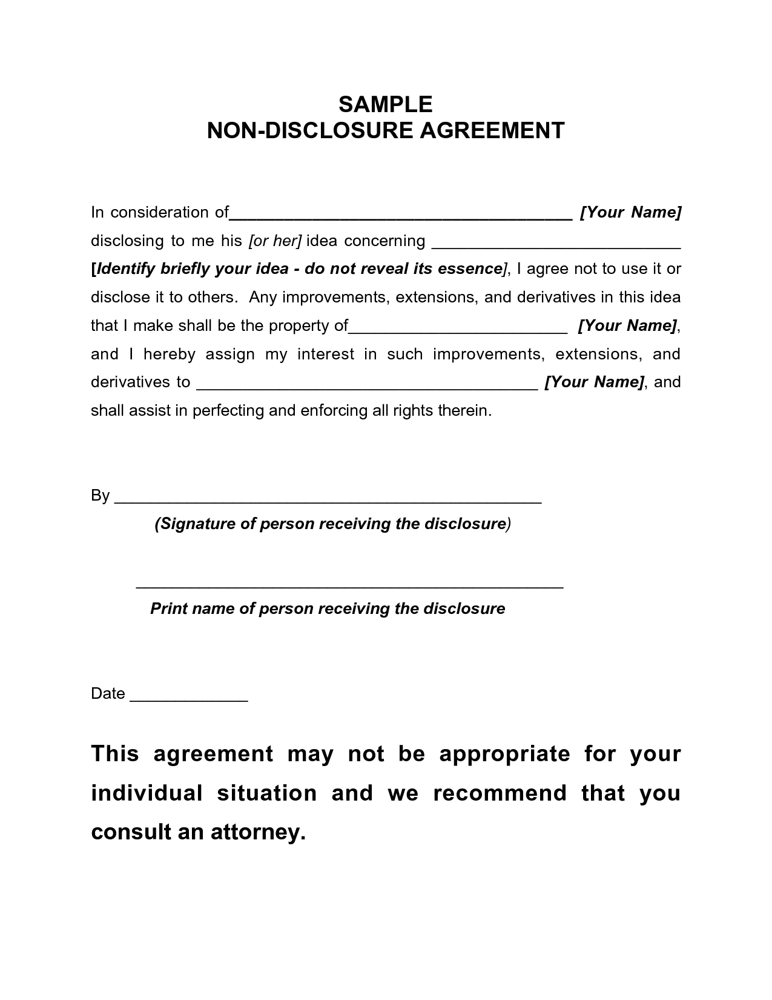 SAMPLE
NON-DISCLOSURE AGREEMENT
In consideration of_____________________________________ [Your Name]
disclosing to me his [or her] idea concerning ___________________________
[Identify briefly your idea - do not reveal its essence], I agree not to use it or
disclose it to others. Any improvements, extensions, and derivatives in this idea
that I make shall be the property of________________________ [Your Name],
and I hereby assign my interest in such improvements, extensions, and
derivatives to _____________________________________ [Your Name], and
shall assist in perfecting and enforcing all rights therein.
By _______________________________________________
(Signature of person receiving the disclosure)
_______________________________________________
Print name of person receiving the disclosure
Date _____________
This agreement may not be appropriate for your
individual situation and we recommend that you
consult an attorney.